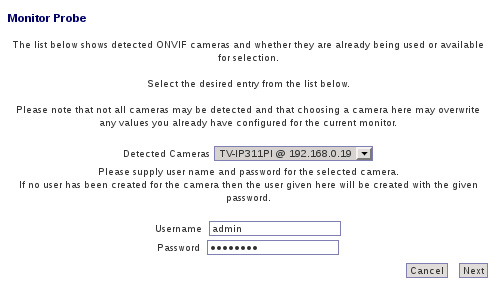 Monitor Probe
The list below shows detected ONVIF cameras and whether they are already being used or available
for selection.
Select the desired entry from the list below.
Please note that not all cameras may be detected and that choosing a camera here may overwrite
any values you already have configured for the current monitor.
Detected Cameras TV-IP311PI @ 192.168.0.19
Please supply user name and password for the selected camera.
If no user has been created for the camera then the user given here will be created with the given
password.
Username admin
Password ●●●●●●●●
Cancel Next